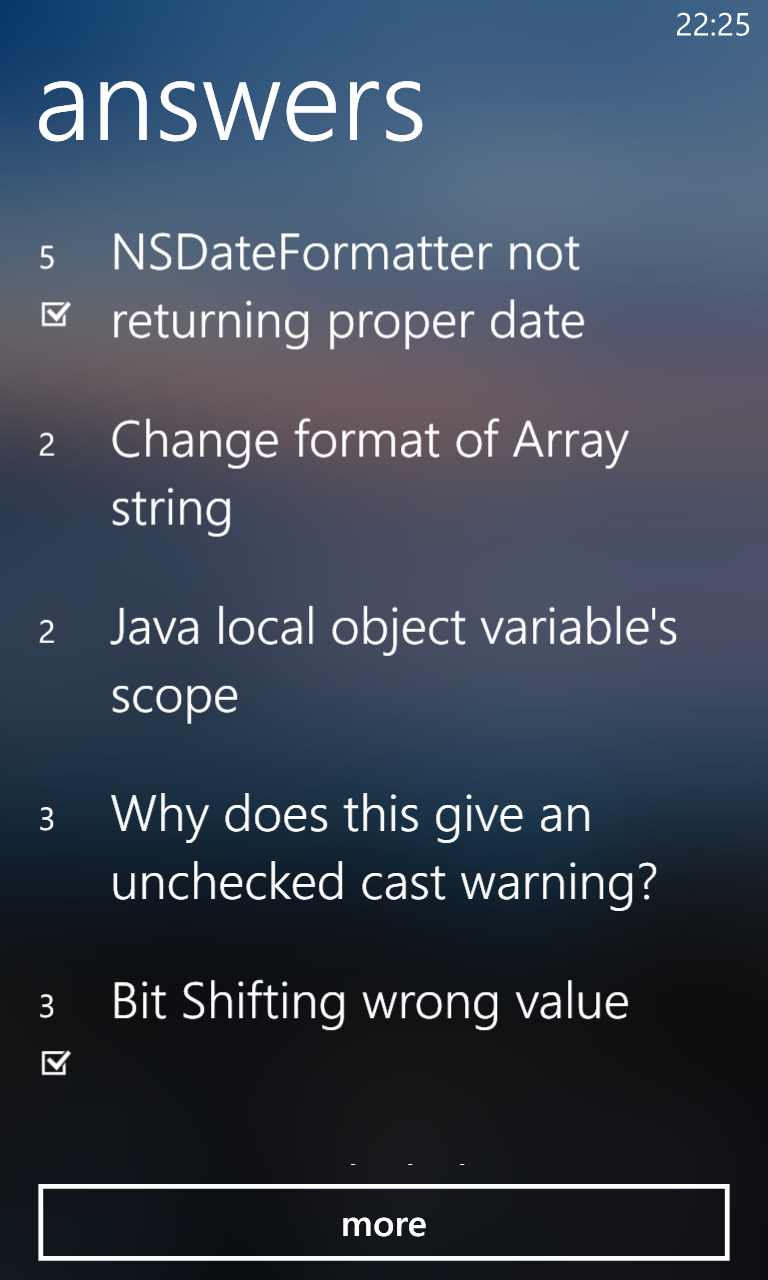 22:25
answers
5 NSDateFormatter not
returning proper date
2 Change format of Array
string
2 Java local object variable's
scope
3 Why does this give an
unchecked cast warning?
3 Bit Shifting wrong value
more